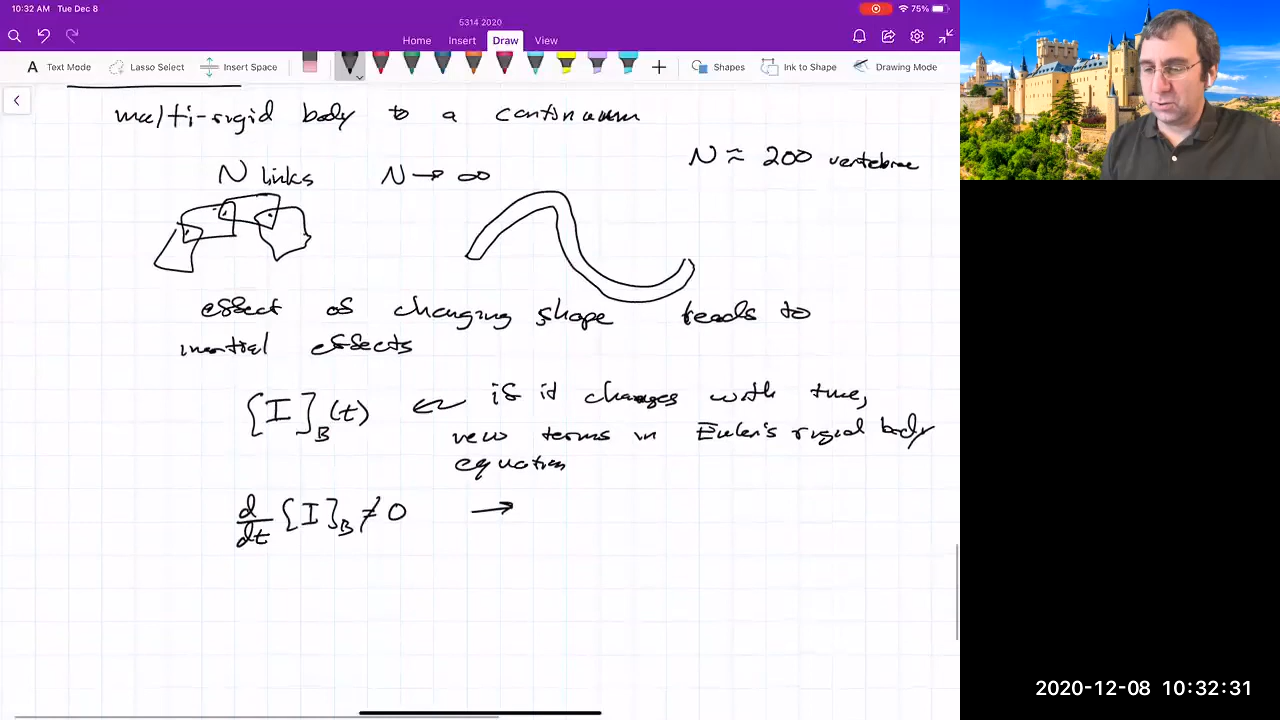 10:32 AM Tue Dec 8
75%
5314 2020
Home Insert Draw View
A Text Mode Lasso Select Insert Space Shapes Ink to Shape Drawing Mode
multi-rigid body to a continuum
N links N → ∞ N ≈ 200 vertebrae
effect of changing shape leads to
inertial effects
[I]_B (t) ← if it changes with time,
new terms in Euler's rigid body
equation
d/dt [I]_B ≠ 0 →
2020-12-08 10:32:31